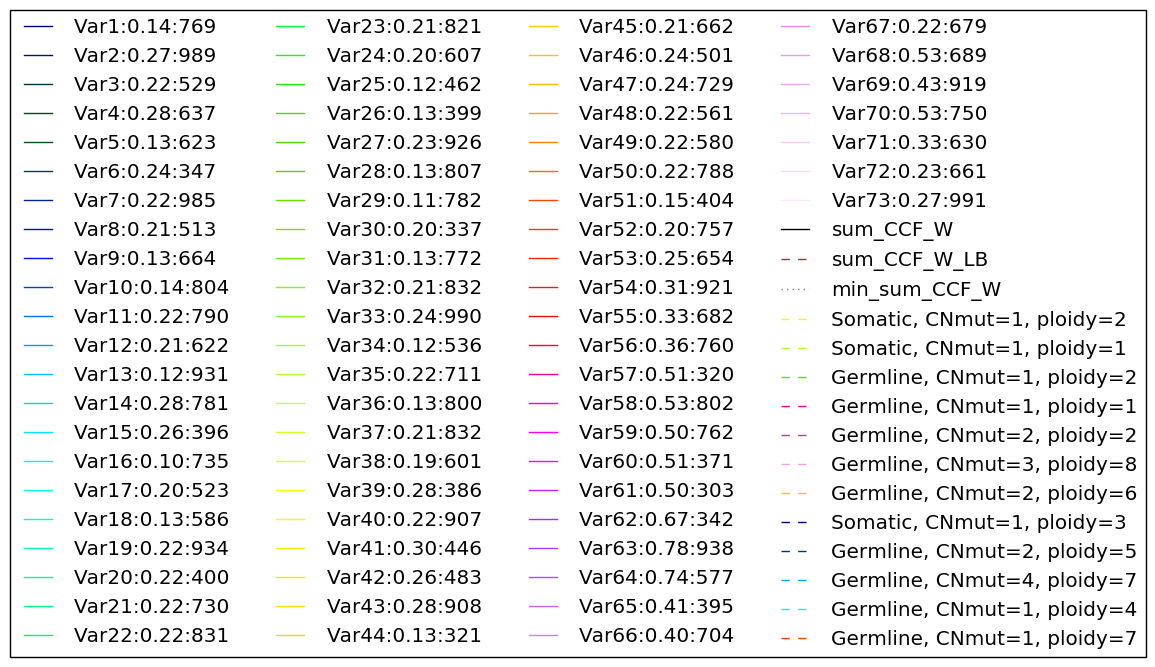 Var1:0.14:769
Var2:0.27:989
Var3:0.22:529
Var4:0.28:637
Var5:0.13:623
Var6:0.24:347
Var7:0.22:985
Var8:0.21:513
Var9:0.13:664
Var10:0.14:804
Var11:0.22:790
Var12:0.21:622
Var13:0.12:931
Var14:0.28:781
Var15:0.26:396
Var16:0.10:735
Var17:0.20:523
Var18:0.13:586
Var19:0.22:934
Var20:0.22:400
Var21:0.22:730
Var22:0.22:831
Var23:0.21:821
Var24:0.20:607
Var25:0.12:462
Var26:0.13:399
Var27:0.23:926
Var28:0.13:807
Var29:0.11:782
Var30:0.20:337
Var31:0.13:772
Var32:0.21:832
Var33:0.24:990
Var34:0.12:536
Var35:0.22:711
Var36:0.13:800
Var37:0.21:832
Var38:0.19:601
Var39:0.28:386
Var40:0.22:907
Var41:0.30:446
Var42:0.26:483
Var43:0.28:908
Var44:0.13:321
Var45:0.21:662
Var46:0.24:501
Var47:0.24:729
Var48:0.22:561
Var49:0.22:580
Var50:0.22:788
Var51:0.15:404
Var52:0.20:757
Var53:0.25:654
Var54:0.31:921
Var55:0.33:682
Var56:0.36:760
Var57:0.51:320
Var58:0.53:802
Var59:0.50:762
Var60:0.51:371
Var61:0.50:303
Var62:0.67:342
Var63:0.78:938
Var64:0.74:577
Var65:0.41:395
Var66:0.40:704
Var67:0.22:679
Var68:0.53:689
Var69:0.43:919
Var70:0.53:750
Var71:0.33:630
Var72:0.23:661
Var73:0.27:991
sum_CCF_W
sum_CCF_W_LB
min_sum_CCF_W
Somatic, CNmut=1, ploidy=2
Somatic, CNmut=1, ploidy=1
Germline, CNmut=1, ploidy=2
Germline, CNmut=1, ploidy=1
Germline, CNmut=2, ploidy=2
Germline, CNmut=3, ploidy=8
Germline, CNmut=2, ploidy=6
Somatic, CNmut=1, ploidy=3
Germline, CNmut=2, ploidy=5
Germline, CNmut=4, ploidy=7
Germline, CNmut=1, ploidy=4
Germline, CNmut=1, ploidy=7